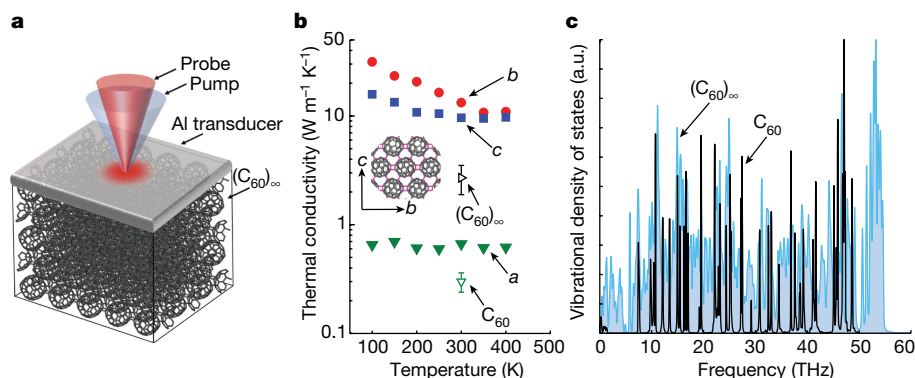 a
Probe
Pump
Al transducer
(C₆₀)∞
b
Thermal conductivity (W m⁻¹ K⁻¹)
50
10
1
0.1
b
c
c
b
(C₆₀)∞
a
C₆₀
100 200 300 400 500
Temperature (K)
c
Vibrational density of states (a.u.)
(C₆₀)∞
C₆₀
0 10 20 30 40 50 60
Frequency (THz)